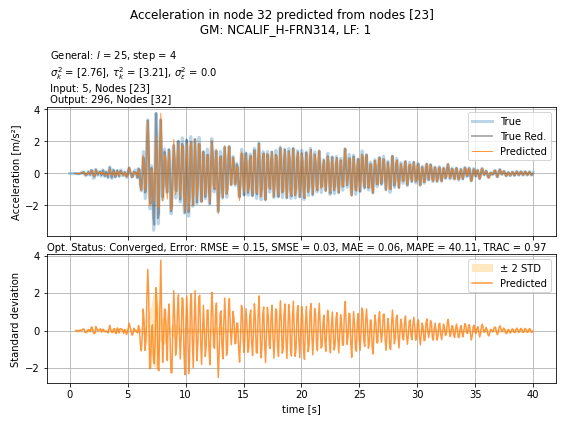 Acceleration in node 32 predicted from nodes [23]
GM: NCALIF_H-FRN314, LF: 1
General: l = 25, step = 4
σ²ₖ = [2.76], τ²ₖ = [3.21], σ²ε = 0.0
Input: 5, Nodes [23]
Output: 296, Nodes [32]
4
2
0
−2
Acceleration [m/s²]
True
True Red.
Predicted
Opt. Status: Converged, Error: RMSE = 0.15, SMSE = 0.03, MAE = 0.06, MAPE = 40.11, TRAC = 0.97
4
2
0
−2
Standard deviation
± 2 STD
Predicted
0 5 10 15 20 25 30 35 40
time [s]